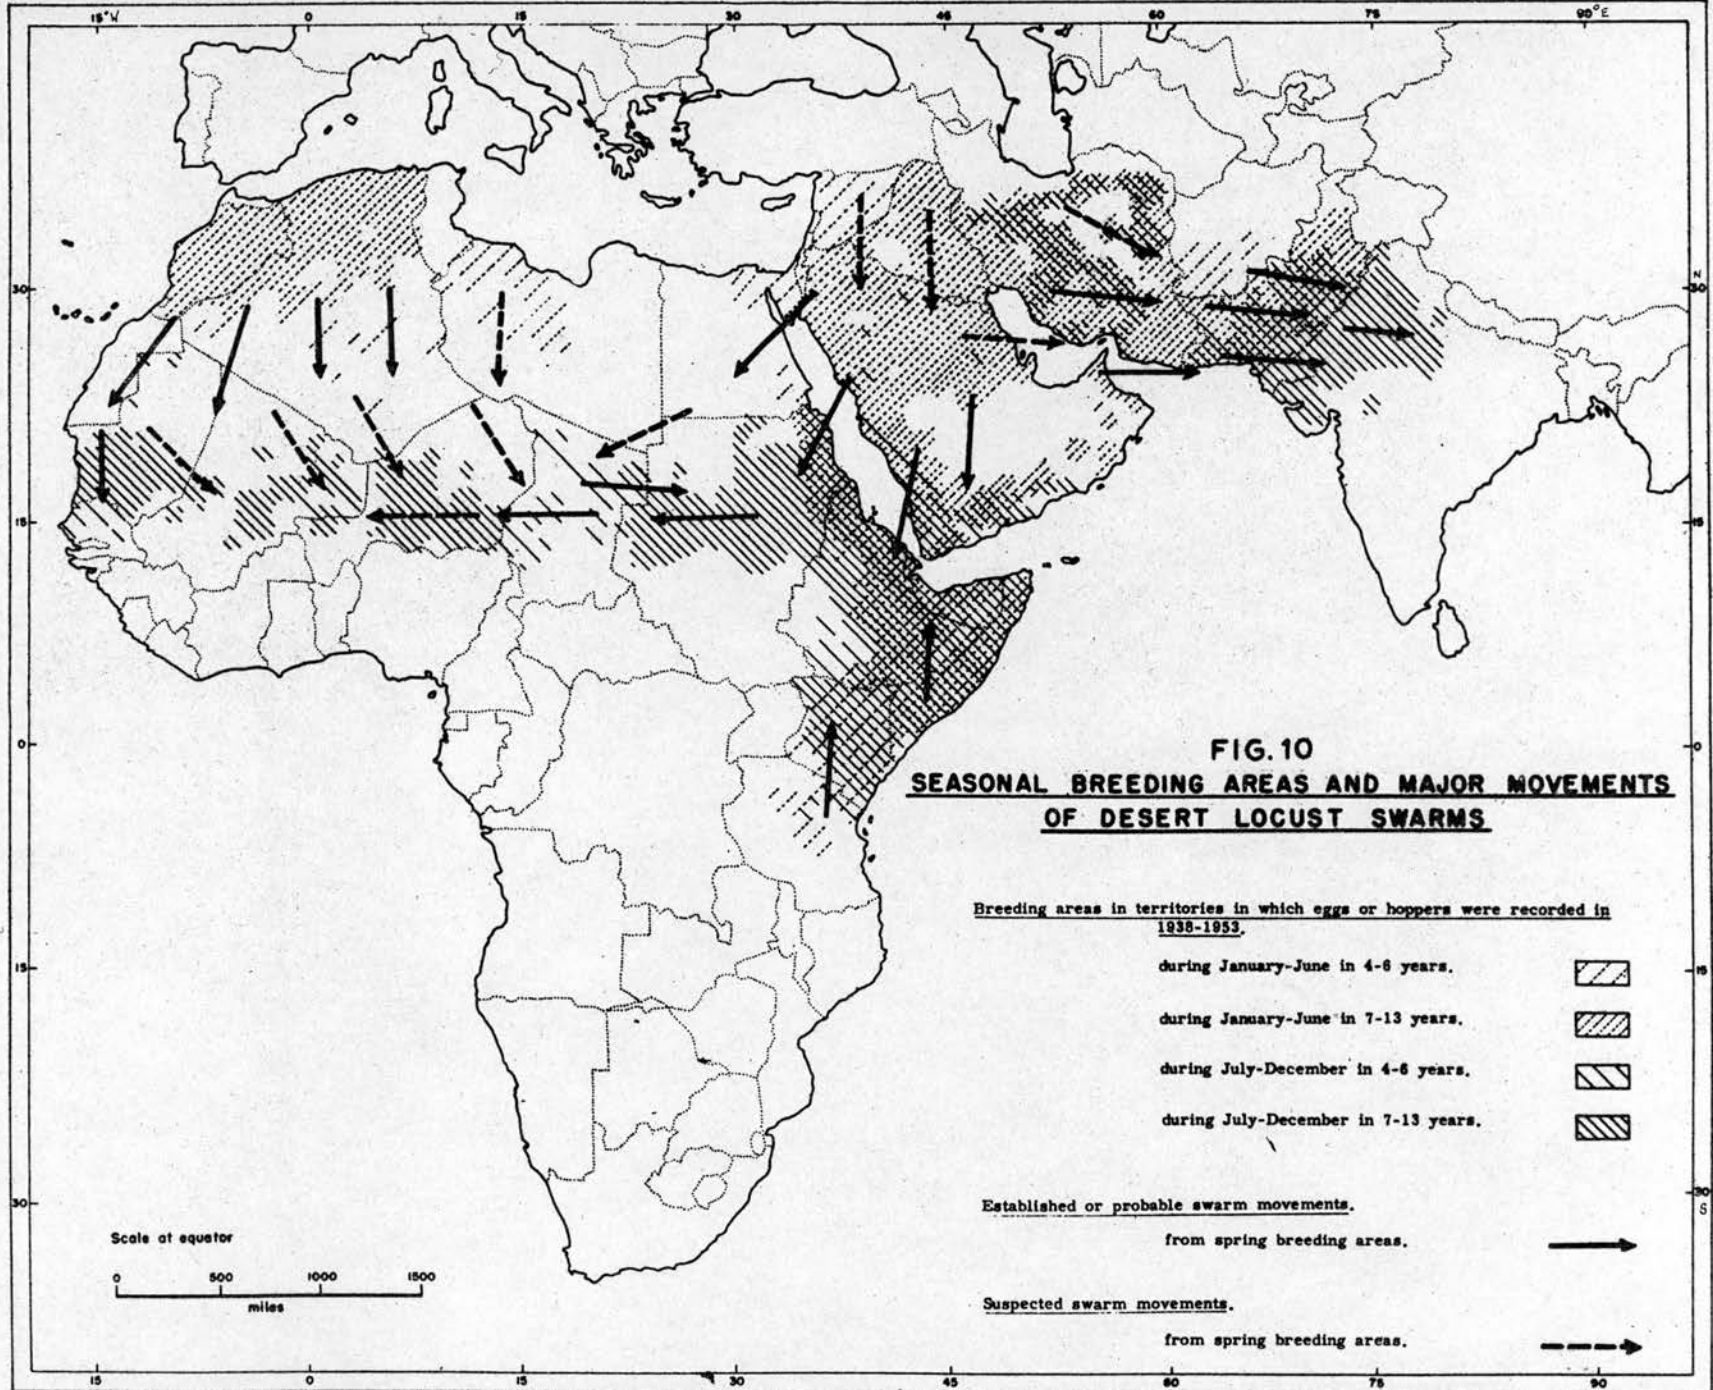 15°W 0 15 30 45 60 75 90°E
N
30 30
15 15
0 0
15 15
30 30
S
FIG. 10
SEASONAL BREEDING AREAS AND MAJOR MOVEMENTS
OF DESERT LOCUST SWARMS
Breeding areas in territories in which eggs or hoppers were recorded in
1938-1953.
during January-June in 4-6 years.
during January-June in 7-13 years.
during July-December in 4-6 years.
during July-December in 7-13 years.
Established or probable swarm movements.
from spring breeding areas.
Suspected swarm movements.
from spring breeding areas.
Scale at equator
0 500 1000 1500
miles
15 0 15 30 45 60 75 90